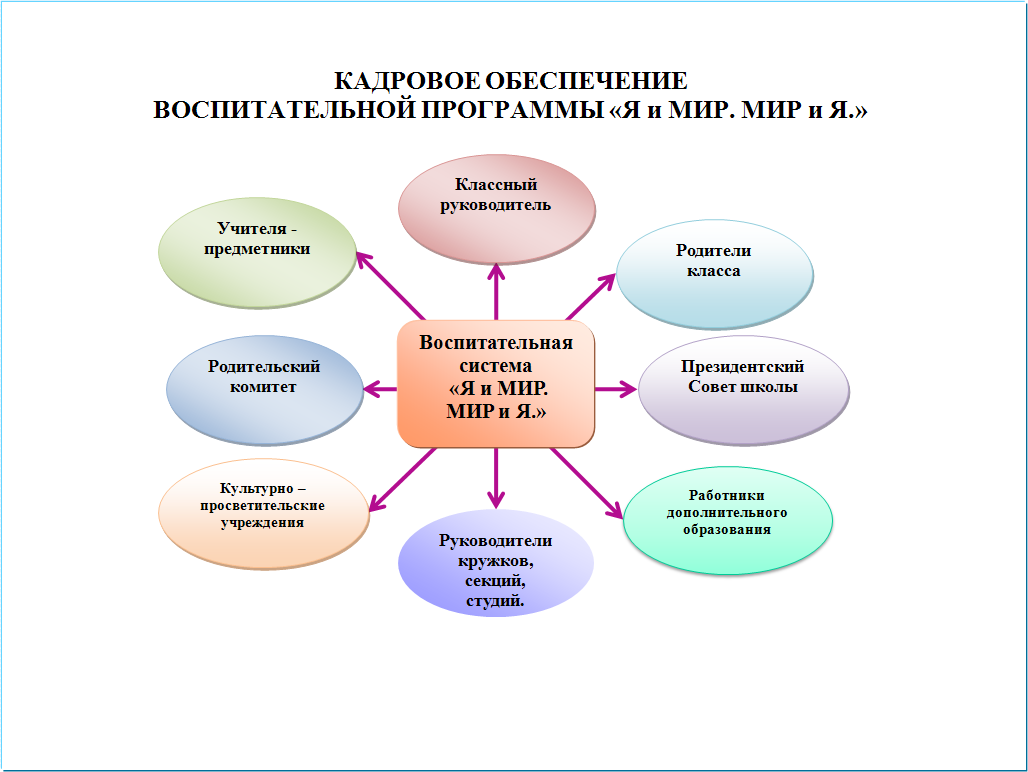 КАДРОВОЕ ОБЕСПЕЧЕНИЕ
ВОСПИТАТЕЛЬНОЙ ПРОГРАММЫ «Я и МИР. МИР и Я.»
Классный
руководитель
Учителя -
предметники
Родители
класса
Воспитательная
система
«Я и МИР.
МИР и Я.»
Родительский
комитет
Президентский
Совет школы
Культурно –
просветительские
учреждения
Работники
дополнительного
образования
Руководители
кружков,
секций,
студий.